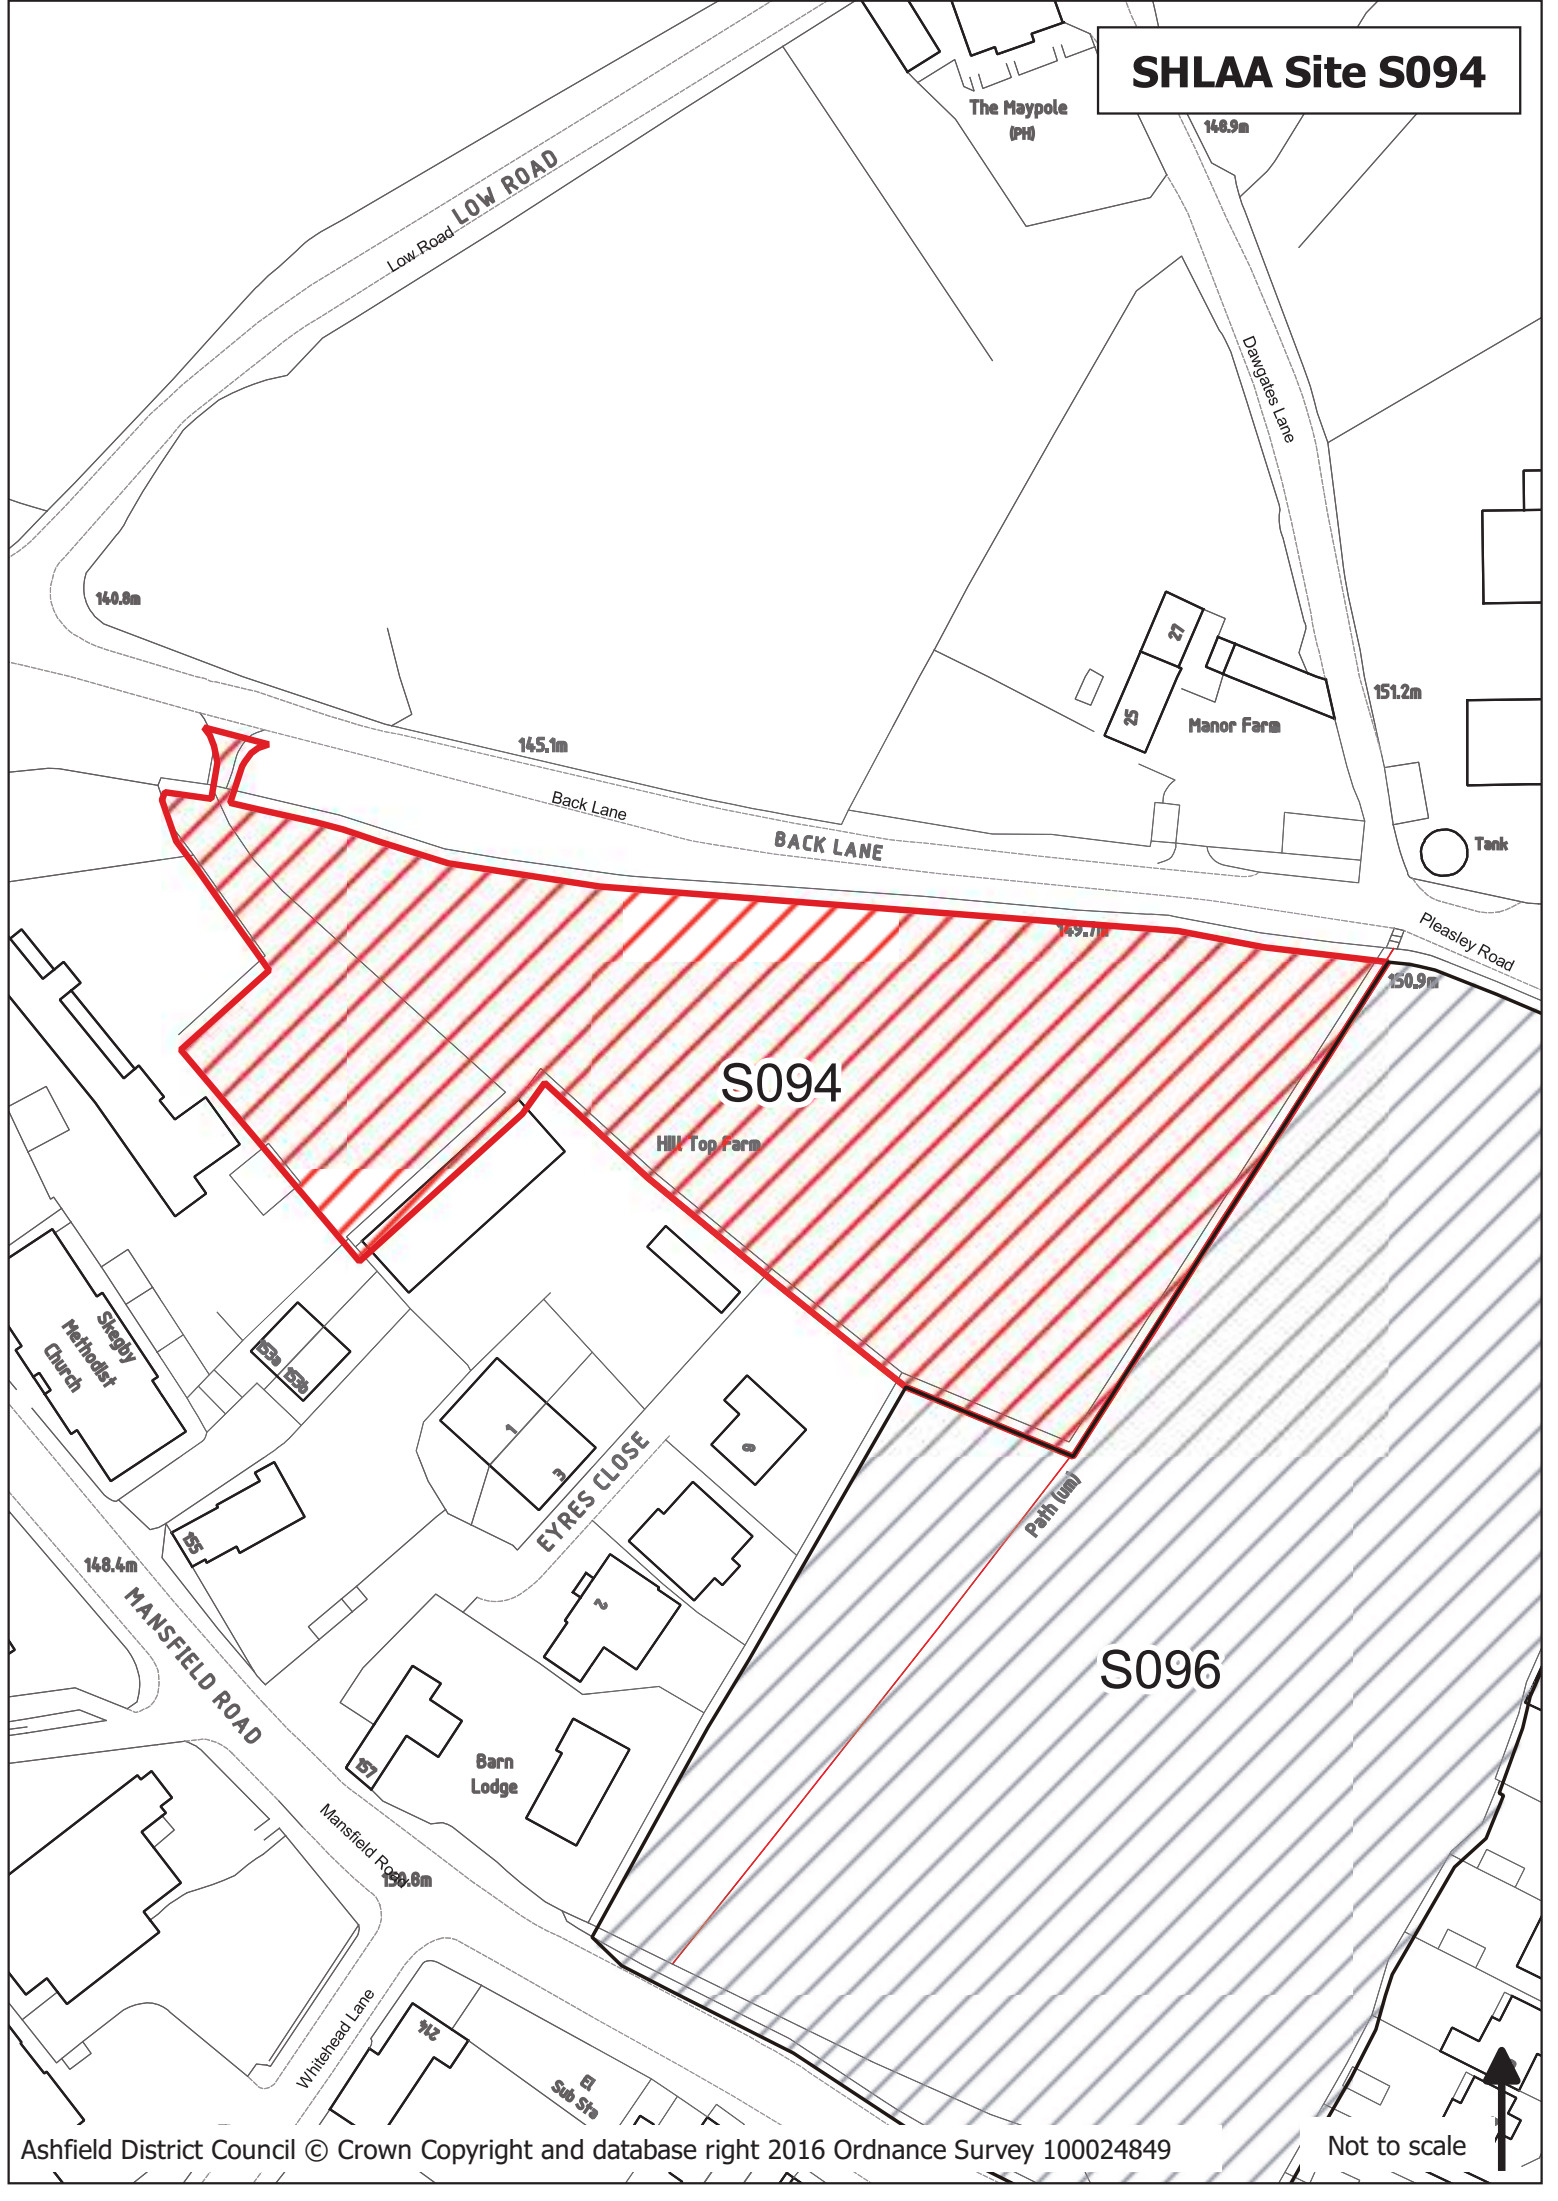 SHLAA Site S094
The Maypole
(PH)
148.9m
LOW ROAD
Low Road
Dawgates Lane
140.8m
27
25
Manor Farm
151.2m
145.1m
Back Lane
BACK LANE
Tank
149.7m
Pleasley Road
150.9m
S094
Hill Top Farm
Skegby
Methodist
Church
153a
153b
1
3
EYRES CLOSE
2
155
148.4m
MANSFIELD ROAD
Path (um)
S096
157
Barn
Lodge
Mansfield Road
150.8m
Whitehead Lane
214
El
Sub Sta
Ashfield District Council © Crown Copyright and database right 2016 Ordnance Survey 100024849
Not to scale